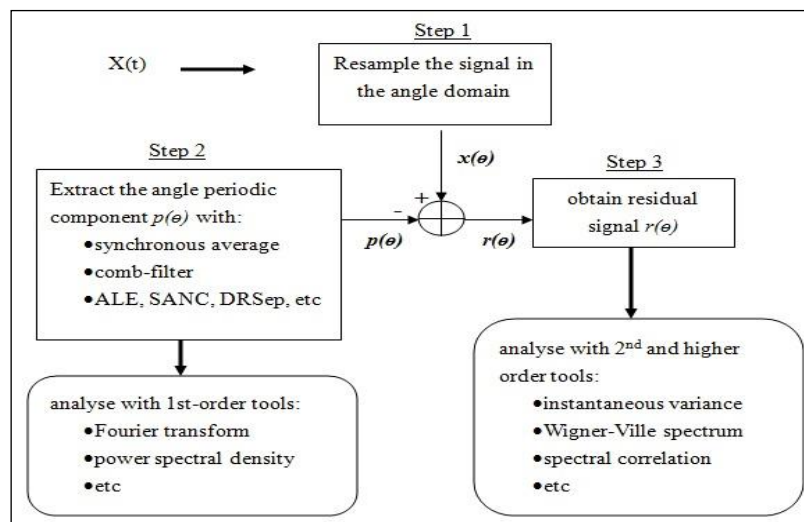 Step 1
X(t)
Resample the signal in
the angle domain
Step 2
x(ɵ)
Step 3
Extract the angle periodic
component p(ɵ) with:
•synchronous average
•comb-filter
•ALE, SANC, DRSep, etc
+
-
p(ɵ)
r(ɵ)
obtain residual
signal r(ɵ)
analyse with 1st-order tools:
•Fourier transform
•power spectral density
•etc
analyse with 2nd and higher
order tools:
•instantaneous variance
•Wigner-Ville spectrum
•spectral correlation
•etc